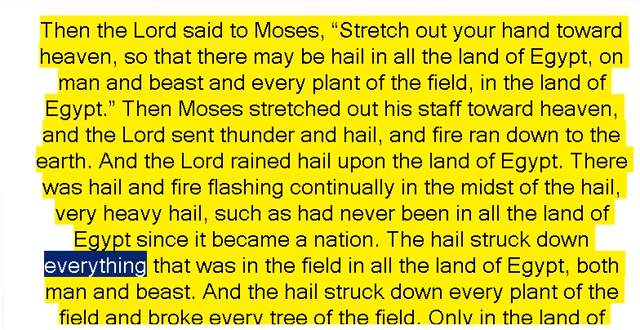 Then the Lord said to Moses, “Stretch out your hand toward
heaven, so that there may be hail in all the land of Egypt, on
man and beast and every plant of the field, in the land of
Egypt.” Then Moses stretched out his staff toward heaven,
and the Lord sent thunder and hail, and fire ran down to the
earth. And the Lord rained hail upon the land of Egypt. There
was hail and fire flashing continually in the midst of the hail,
very heavy hail, such as had never been in all the land of
Egypt since it became a nation. The hail struck down
everything that was in the field in all the land of Egypt, both
man and beast. And the hail struck down every plant of the
field and broke every tree of the field. Only in the land of